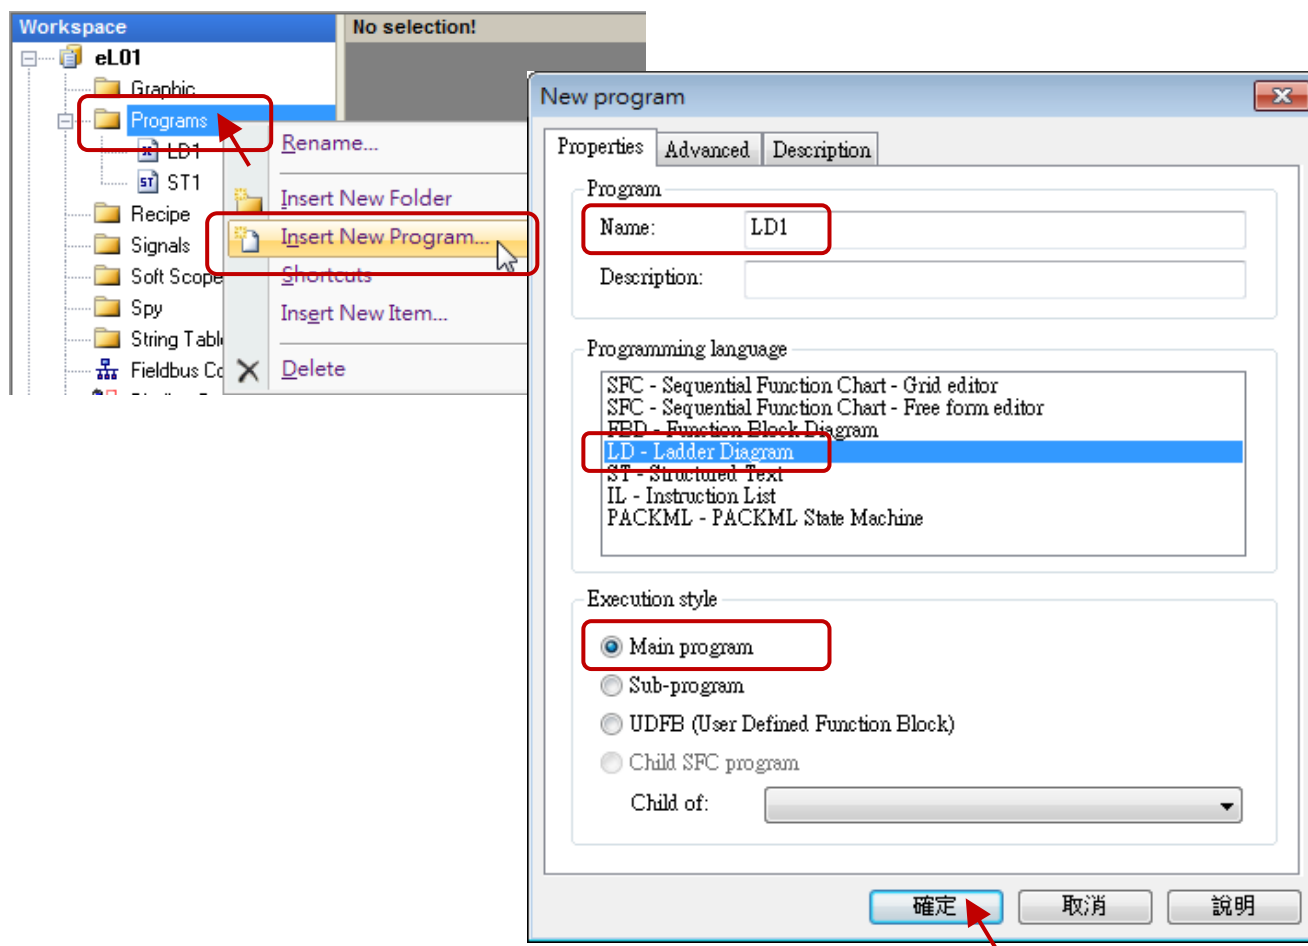 Workspace
No selection!
eL01
Graphic
Programs
LD1
ST1
Recipe
Signals
Soft Scope
Spy
String Tabl
Fieldbus Co
Rename...
Insert New Folder
Insert New Program...
Shortcuts
Insert New Item...
Delete
New program
Properties
Advanced
Description
Program
Name:
LD1
Description:
Programming language
SFC - Sequential Function Chart - Grid editor
SFC - Sequential Function Chart - Free form editor
FBD - Function Block Diagram
LD - Ladder Diagram
ST - Structured Text
IL - Instruction List
PACKML - PACKML State Machine
Execution style
Main program
Sub-program
UDFB (User Defined Function Block)
Child SFC program
Child of:
確定
取消
說明